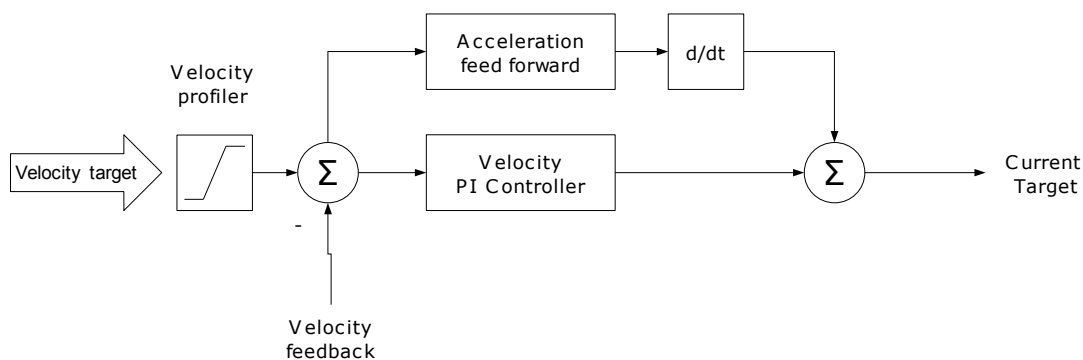 Velocity target
Velocity
profiler
Σ
-
Velocity
feedback
Acceleration
feed forward
d/dt
Velocity
PI Controller
Σ
Current
Target